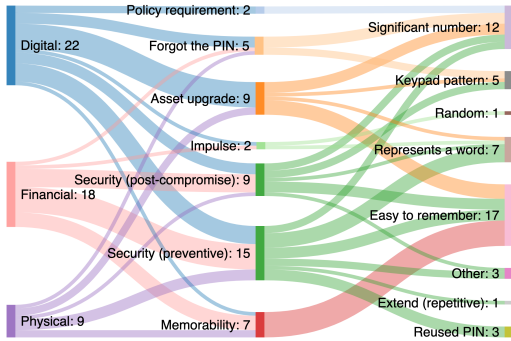 Policy requirement: 2
Significant number: 12
Digital: 22
Forgot the PIN: 5
Keypad pattern: 5
Asset upgrade: 9
Random: 1
Impulse: 2
Represents a word: 7
Security (post-compromise): 9
Financial: 18
Easy to remember: 17
Security (preventive): 15
Other: 3
Extend (repetitive): 1
Physical: 9
Memorability: 7
Reused PIN: 3